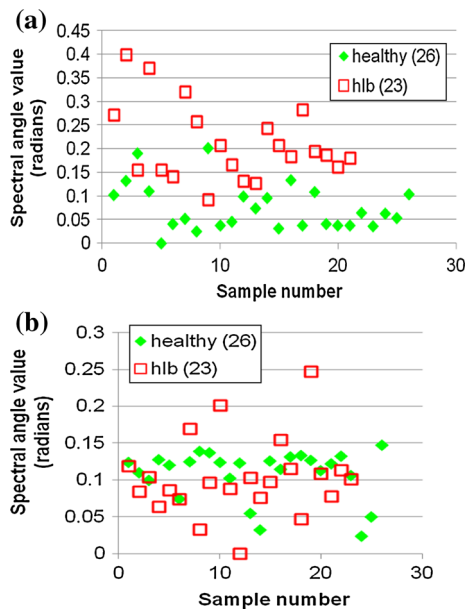 (a)
0.45
0.4
0.35
0.3
0.25
0.2
0.15
0.1
0.05
0
Spectral angle value
(radians)
healthy (26)
hlb (23)
0
10
20
30
Sample number
(b)
0.3
0.25
0.2
0.15
0.1
0.05
0
Spectral angle value
(radians)
healthy (26)
hlb (23)
0
10
20
30
Sample number